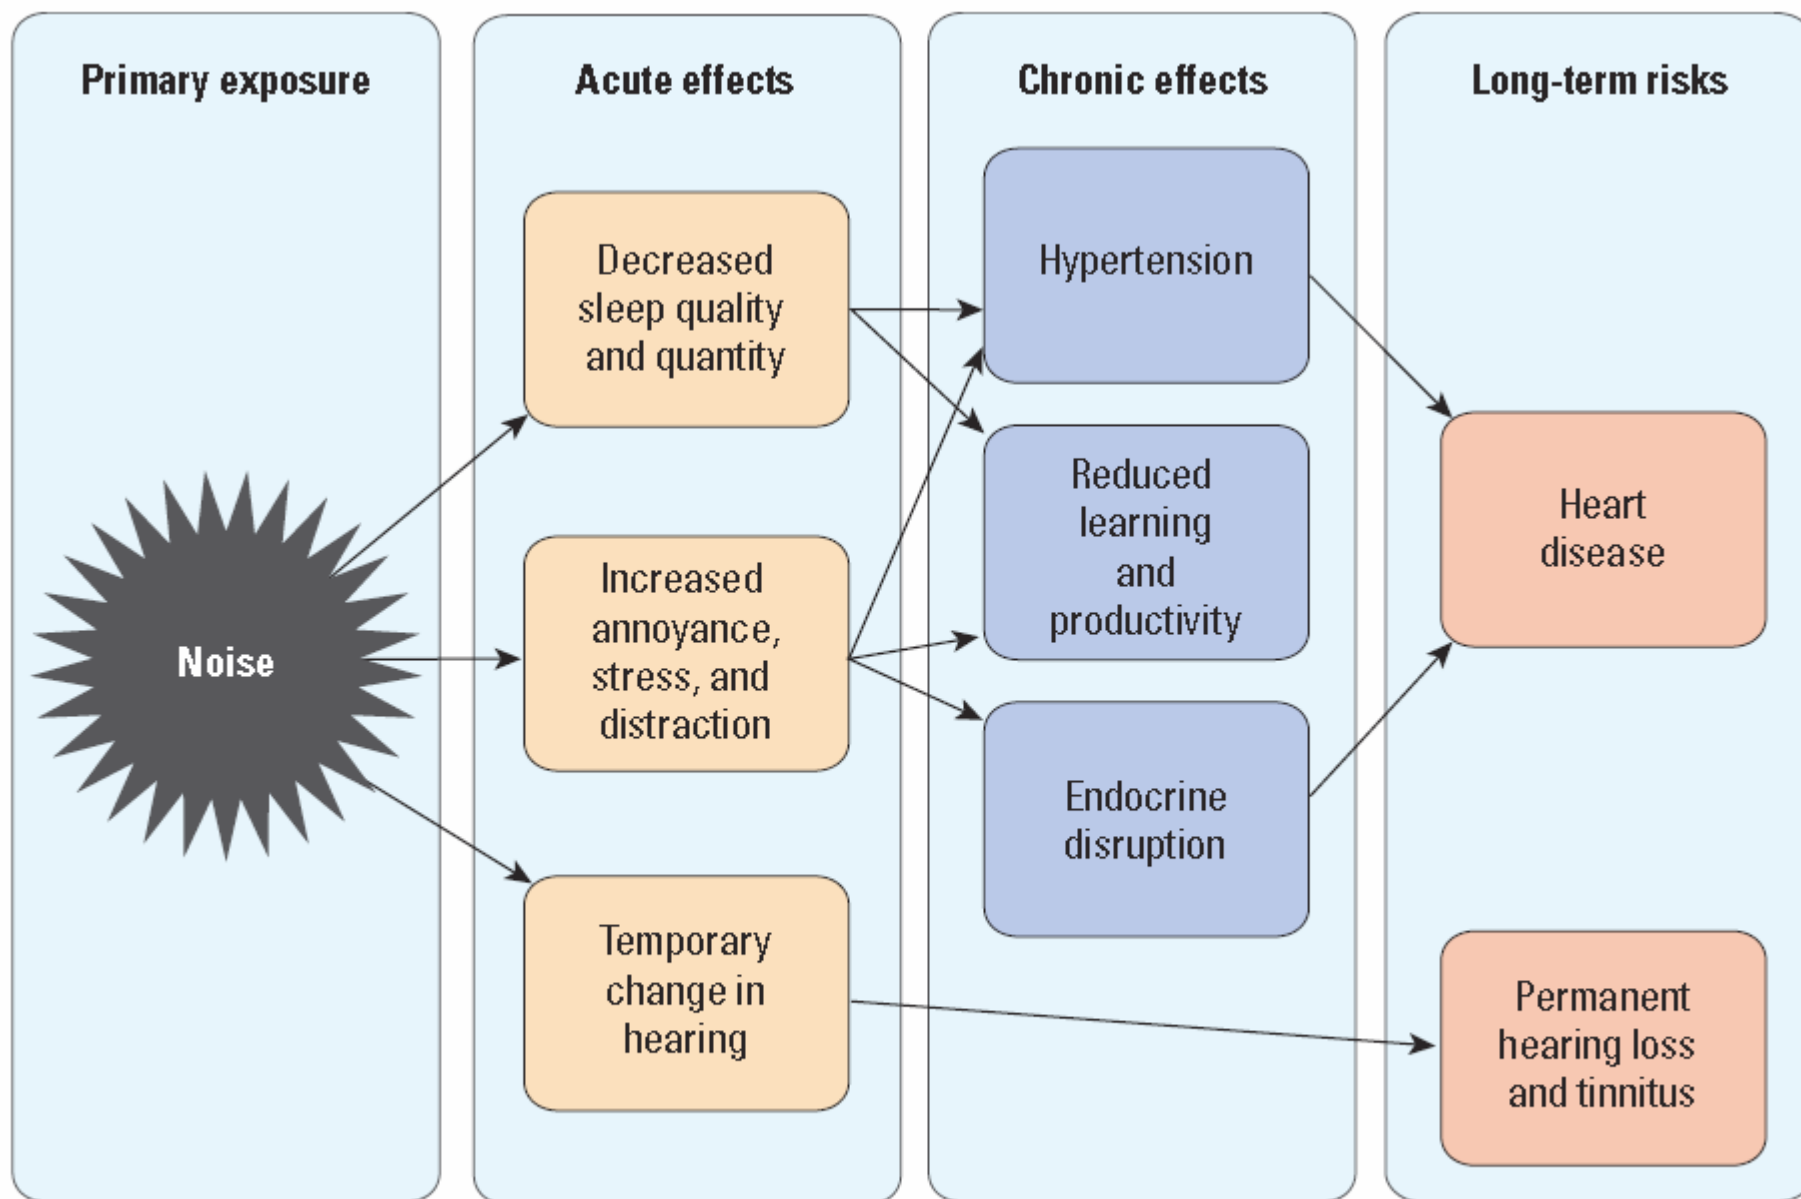 Primary exposure
Acute effects
Chronic effects
Long-term risks
Noise
Decreased
sleep quality
and quantity
Increased
annoyance,
stress, and
distraction
Temporary
change in
hearing
Hypertension
Reduced
learning
and
productivity
Endocrine
disruption
Heart
disease
Permanent
hearing loss
and tinnitus